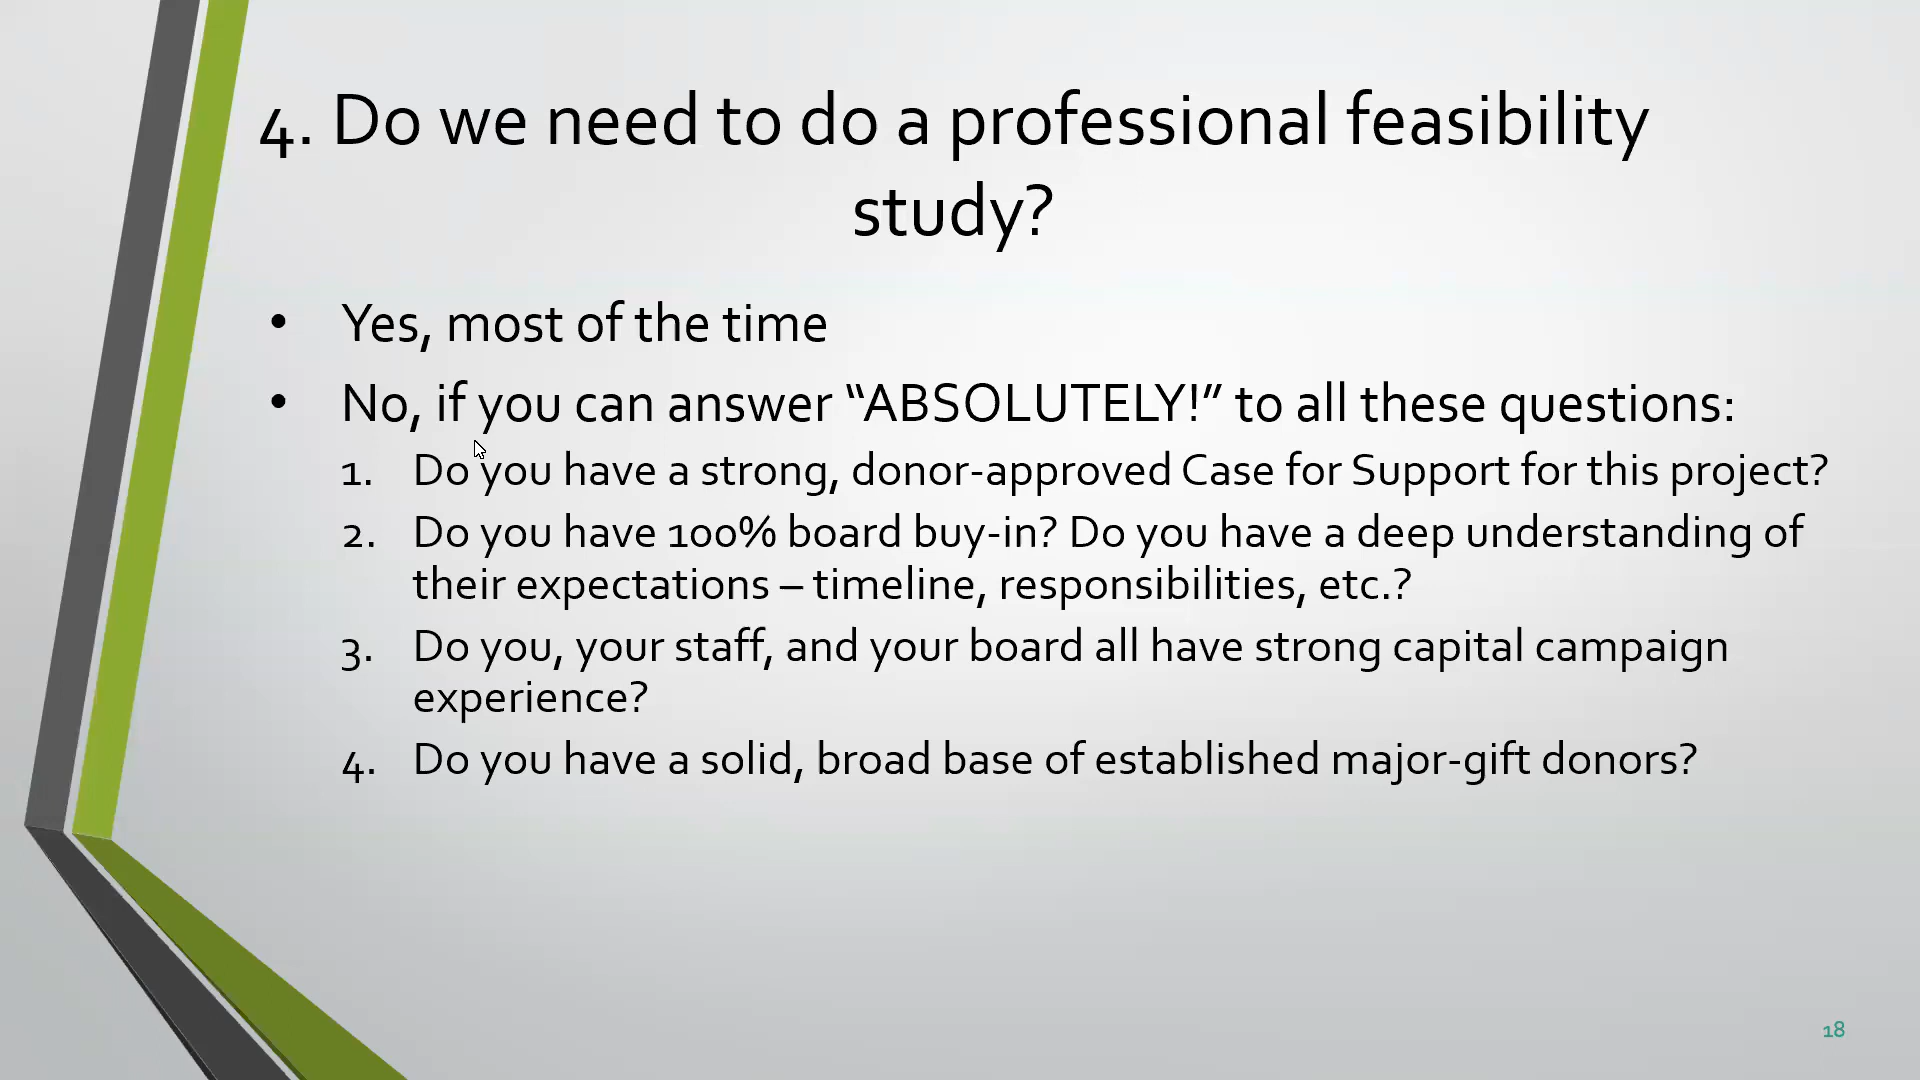 4. Do we need to do a professional feasibility
study?
• Yes, most of the time
• No, if you can answer “ABSOLUTELY!” to all these questions:
1. Do you have a strong, donor-approved Case for Support for this project?
2. Do you have 100% board buy-in? Do you have a deep understanding of
their expectations – timeline, responsibilities, etc.?
3. Do you, your staff, and your board all have strong capital campaign
experience?
4. Do you have a solid, broad base of established major-gift donors?
18